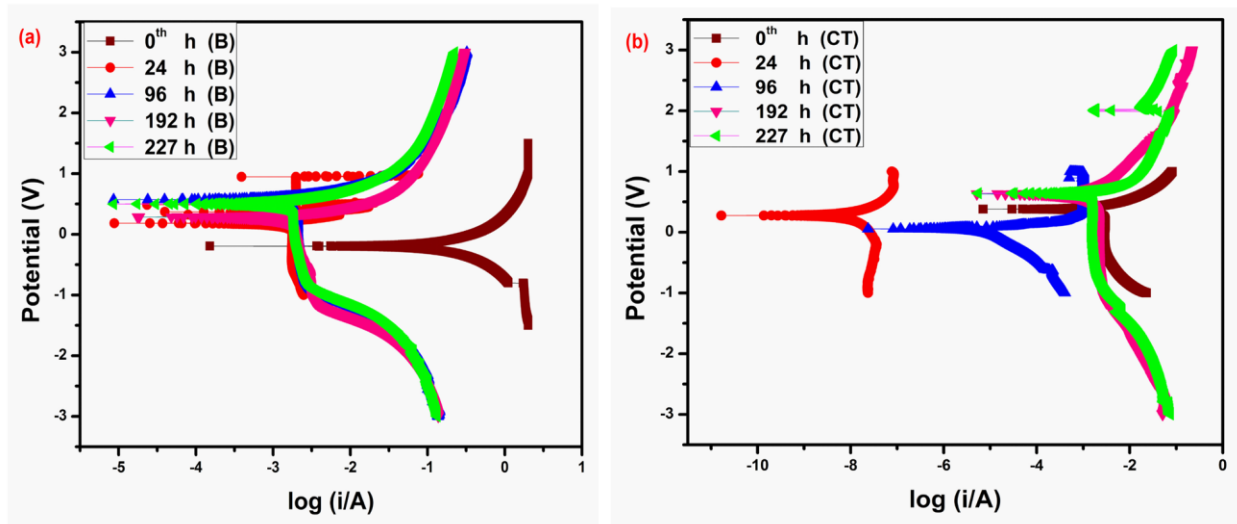 (a)
0th h (B)
24 h (B)
96 h (B)
192 h (B)
227 h (B)
3
2
1
0
-1
-2
-3
Potential (V)
-5 -4 -3 -2 -1 0 1
log (i/A)
(b)
0th h (CT)
24 h (CT)
96 h (CT)
192 h (CT)
227 h (CT)
3
2
1
0
-1
-2
-3
Potential (V)
-10 -8 -6 -4 -2 0
log (i/A)